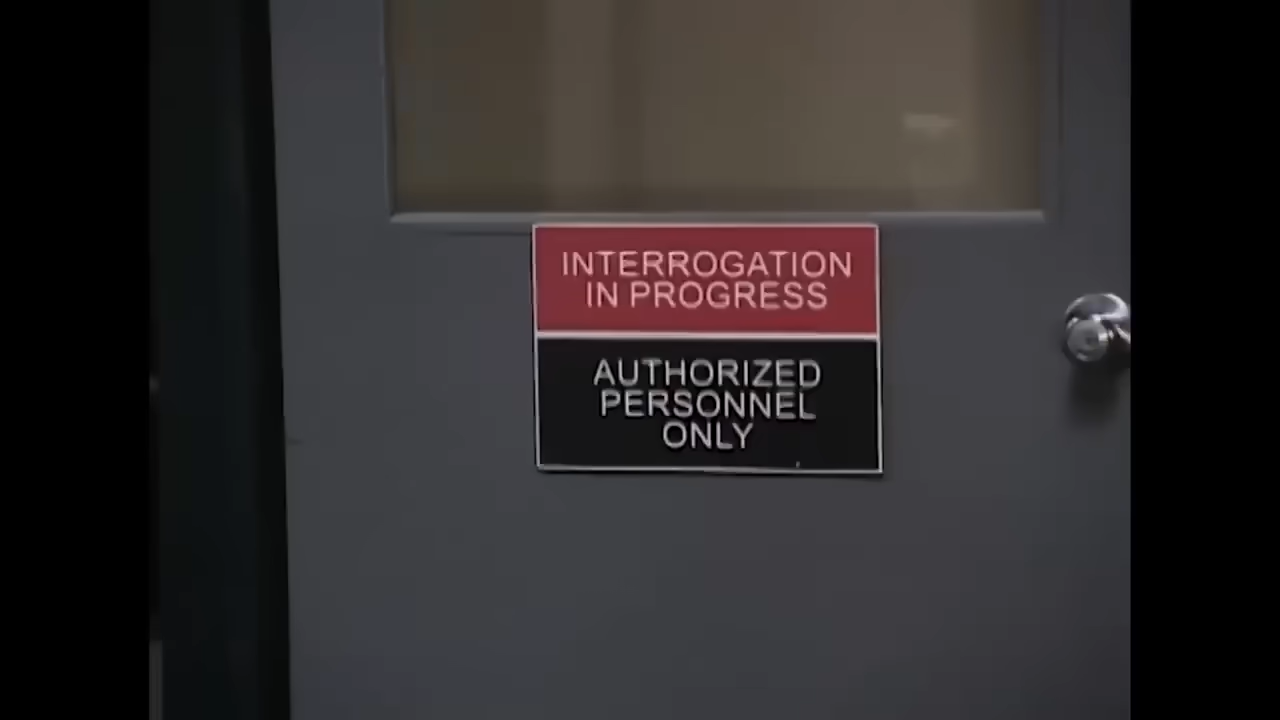 INTERROGATION
IN PROGRESS
AUTHORIZED
PERSONNEL
ONLY